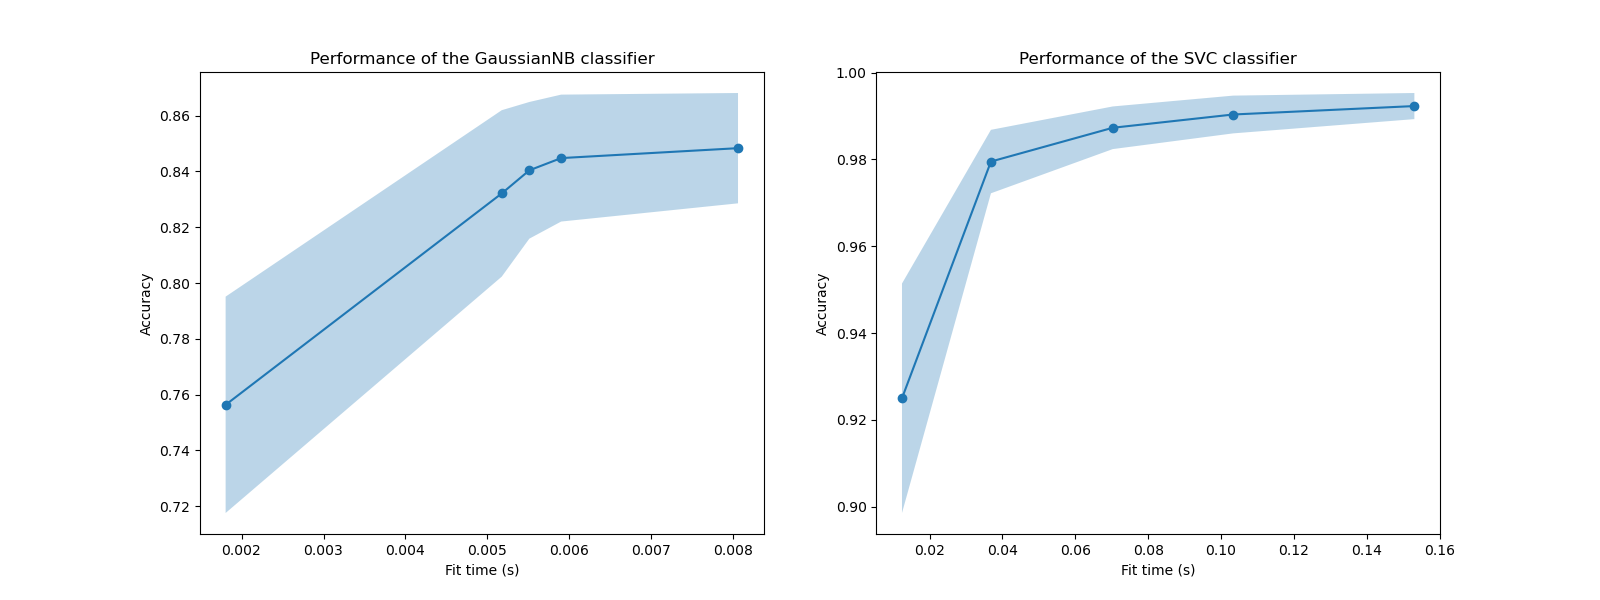 Performance of the GaussianNB classifier
Accuracy
0.86
0.84
0.82
0.80
0.78
0.76
0.74
0.72
0.002 0.003 0.004 0.005 0.006 0.007 0.008
Fit time (s)
Performance of the SVC classifier
Accuracy
1.00
0.98
0.96
0.94
0.92
0.90
0.02 0.04 0.06 0.08 0.10 0.12 0.14 0.16
Fit time (s)